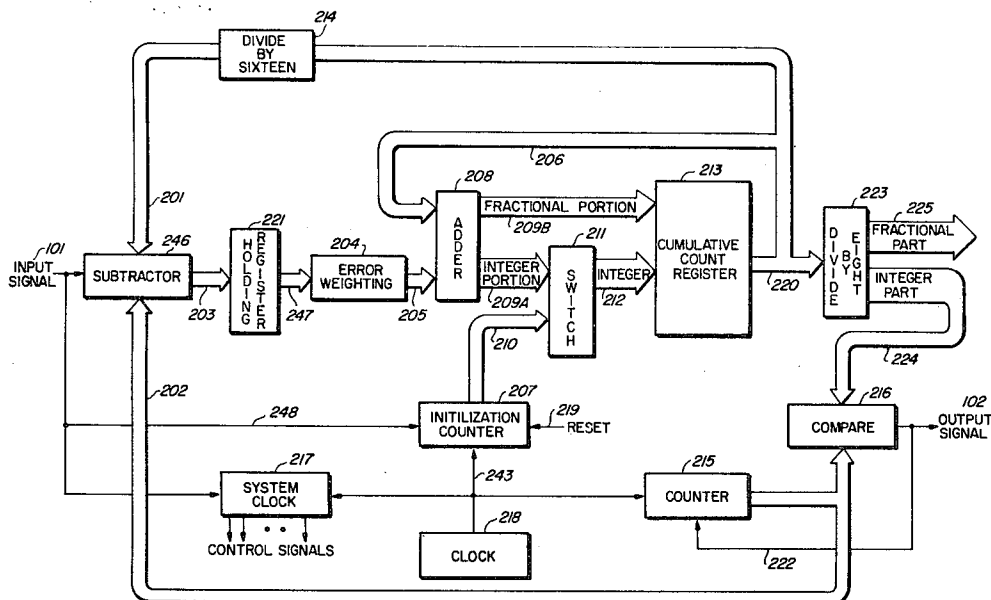 214
DIVIDE
BY
SIXTEEN
206
201
101
INPUT
SIGNAL
246
SUBTRACTOR
203
221
HOLDING
REGISTER
247
204
ERROR
WEIGHTING
205
208
ADDER
FRACTIONAL PORTION
209B
INTEGER
PORTION
209A
211
SWITCH
INTEGER
212
213
CUMULATIVE
COUNT
REGISTER
220
223
DIVIDE
BY
EIGHT
225
FRACTIONAL
PART
INTEGER
PART
224
210
202
248
207
INITILIZATION
COUNTER
219
RESET
216
COMPARE
102
OUTPUT
SIGNAL
217
SYSTEM
CLOCK
CONTROL SIGNALS
243
218
CLOCK
215
COUNTER
222